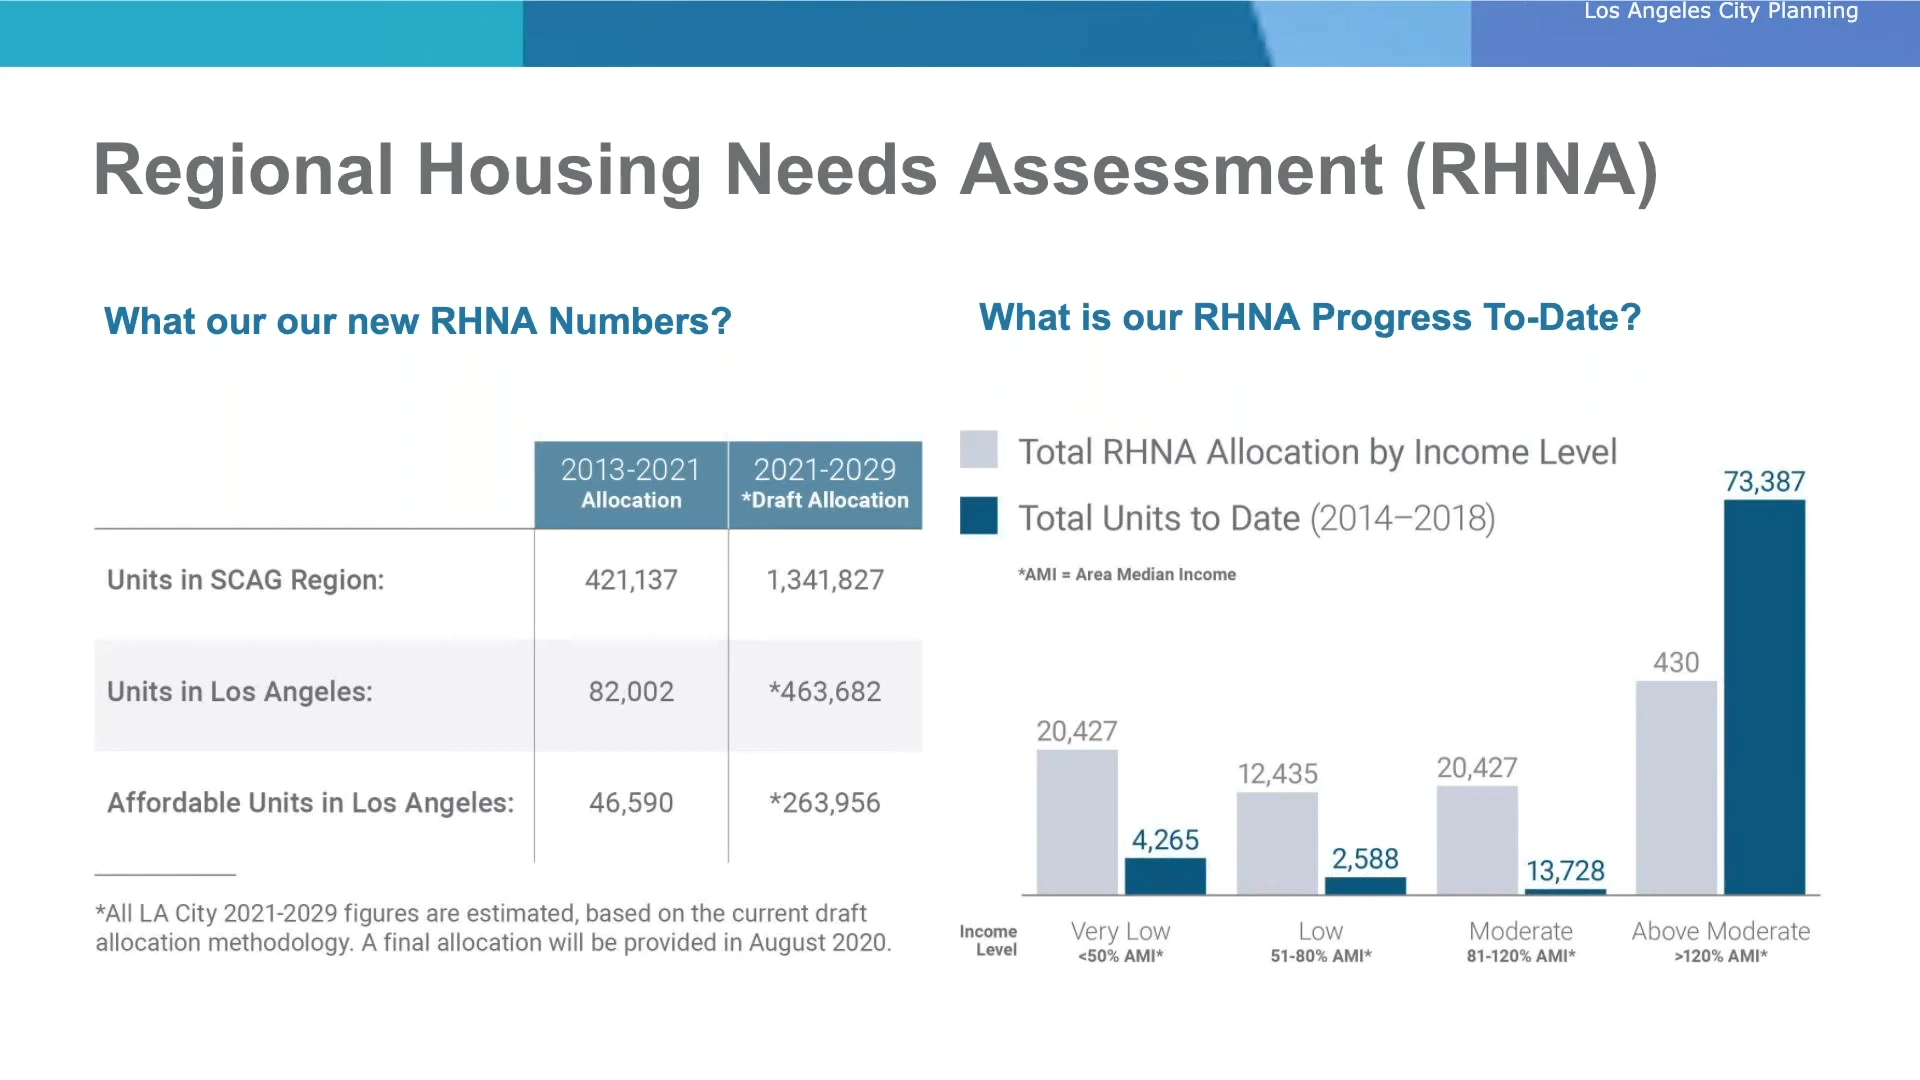 Los Angeles City Planning
Regional Housing Needs Assessment (RHNA)
What our our new RHNA Numbers?
2013-2021 2021-2029
Allocation *Draft Allocation
Units in SCAG Region: 421,137 1,341,827
Units in Los Angeles: 82,002 *463,682
Affordable Units in Los Angeles: 46,590 *263,956
*All LA City 2021-2029 figures are estimated, based on the current draft
allocation methodology. A final allocation will be provided in August 2020.
What is our RHNA Progress To-Date?
Total RHNA Allocation by Income Level
Total Units to Date (2014–2018)
*AMI = Area Median Income
73,387
430
20,427
12,435
20,427
4,265
2,588
13,728
Income
Level
Very Low
<50% AMI*
Low
51-80% AMI*
Moderate
81-120% AMI*
Above Moderate
>120% AMI*